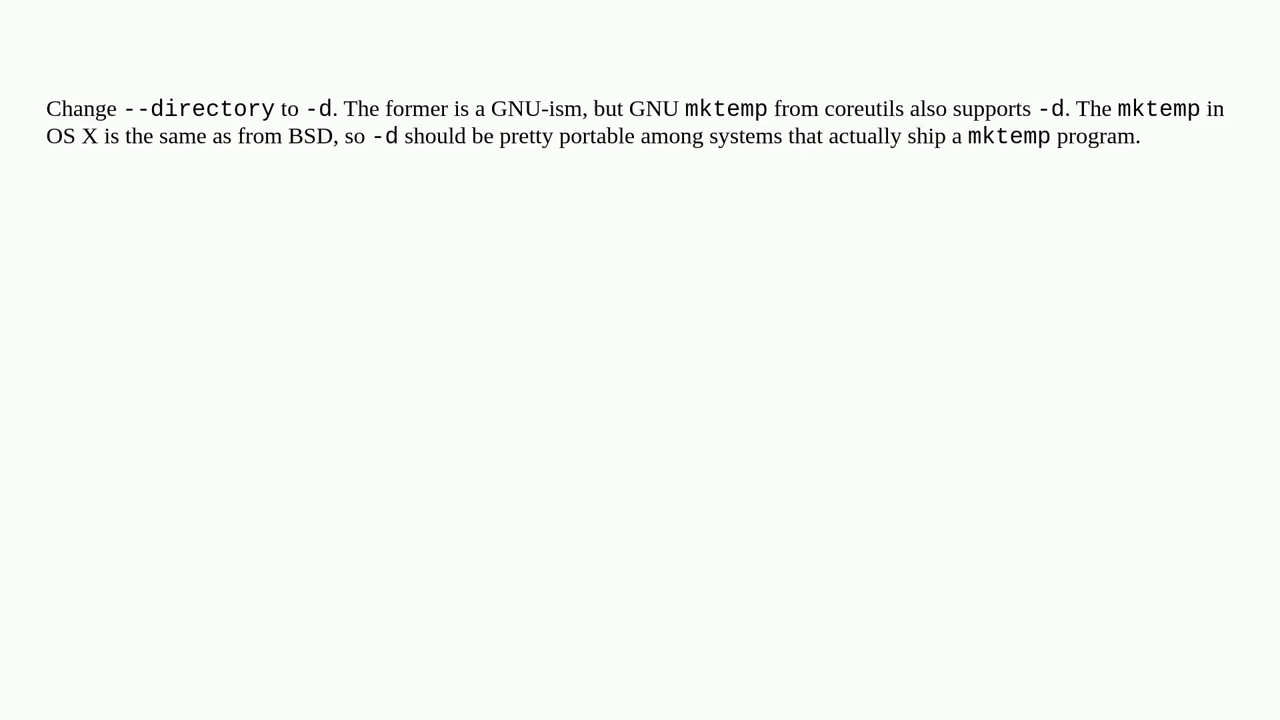 Change --directory to -d. The former is a GNU-ism, but GNU mktemp from coreutils also supports -d. The mktemp in
OS X is the same as from BSD, so -d should be pretty portable among systems that actually ship a mktemp program.